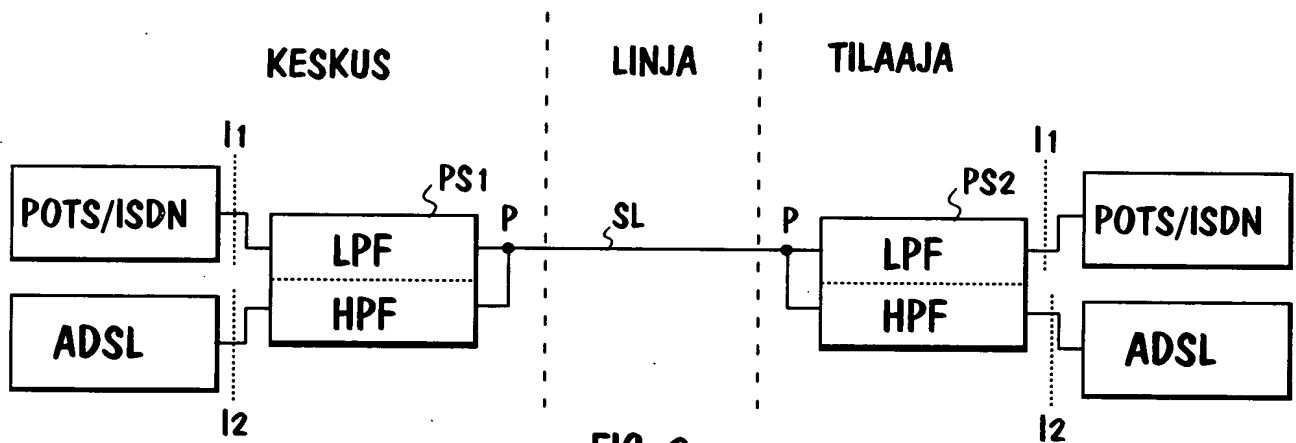 KESKUS
LINJA
TILAAJA
I1
I1
POTS/ISDN
PS1
P
SL
P
PS2
POTS/ISDN
LPF
LPF
HPF
HPF
ADSL
ADSL
I2
I2